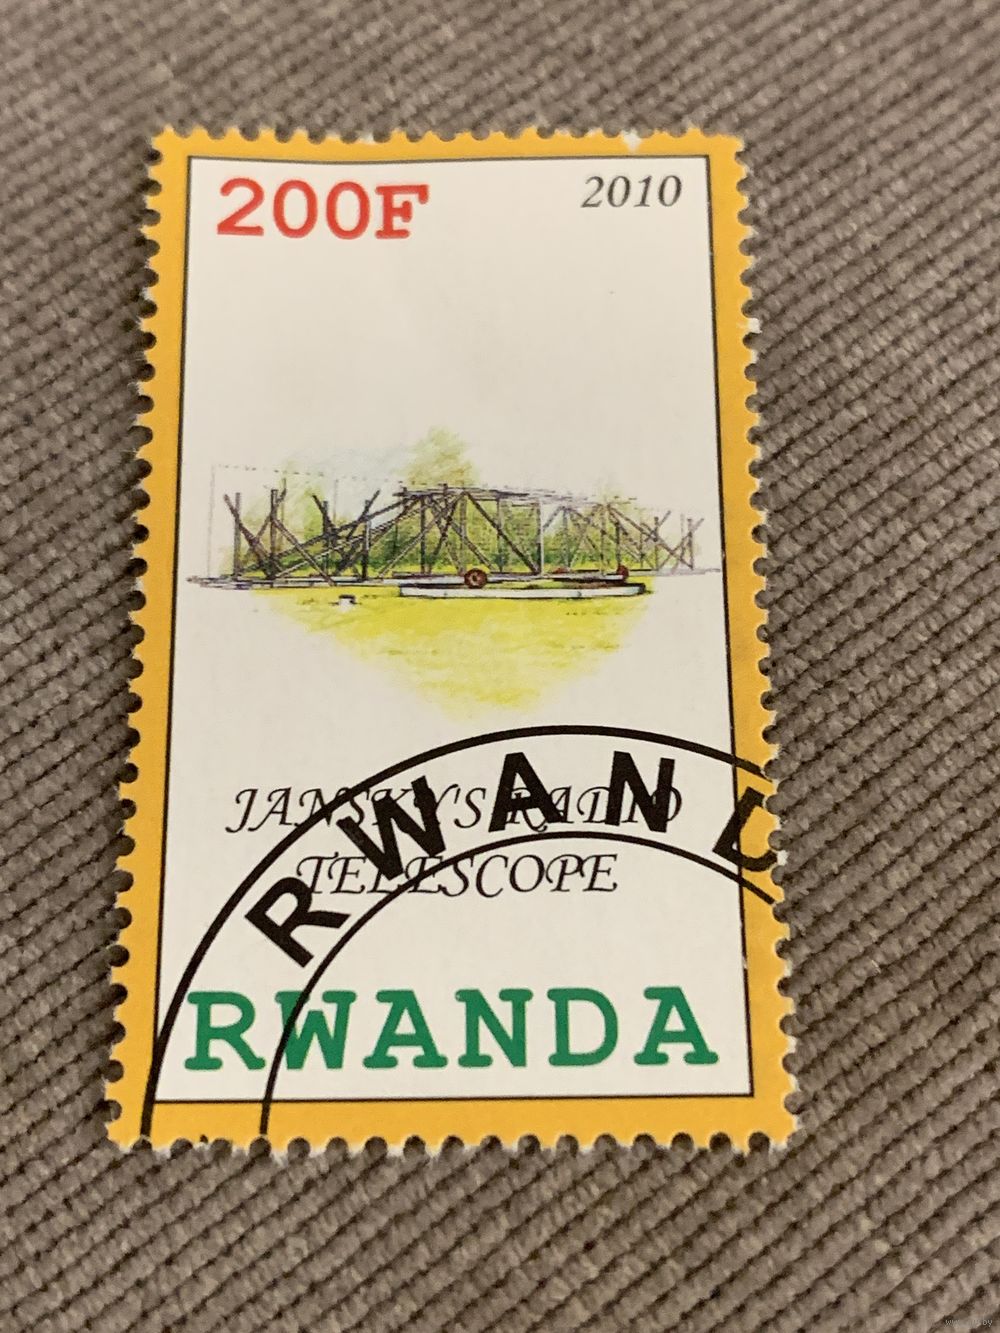 200F
2010
JANSKY'S RADIO
TELESCOPE
RWAND
RWANDA